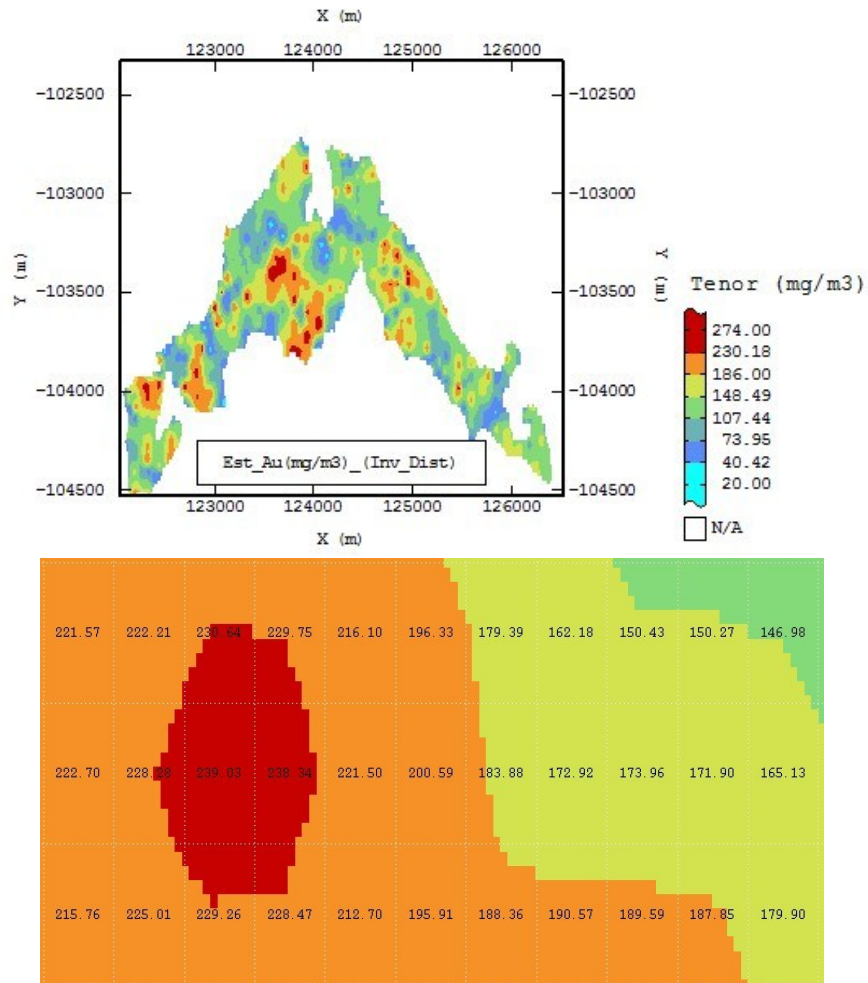 X (m)
123000 124000 125000 126000
-102500 -102500
-103000 -103000
Y (m) Y (m)
-103500 -103500
-104000 -104000
-104500 -104500
Est_Au(mg/m3)_(Inv_Dist)
123000 124000 125000 126000
X (m)
Tenor (mg/m3)
274.00
230.18
186.00
148.49
107.44
73.95
40.42
20.00
N/A
221.57 222.21 230.64 229.75 216.10 196.33 179.39 162.18 150.43 150.27 146.98
222.70 228.28 239.03 238.34 221.50 200.59 183.88 172.92 173.96 171.90 165.13
215.76 225.01 229.26 228.47 212.70 195.91 188.36 190.57 189.59 187.85 179.90